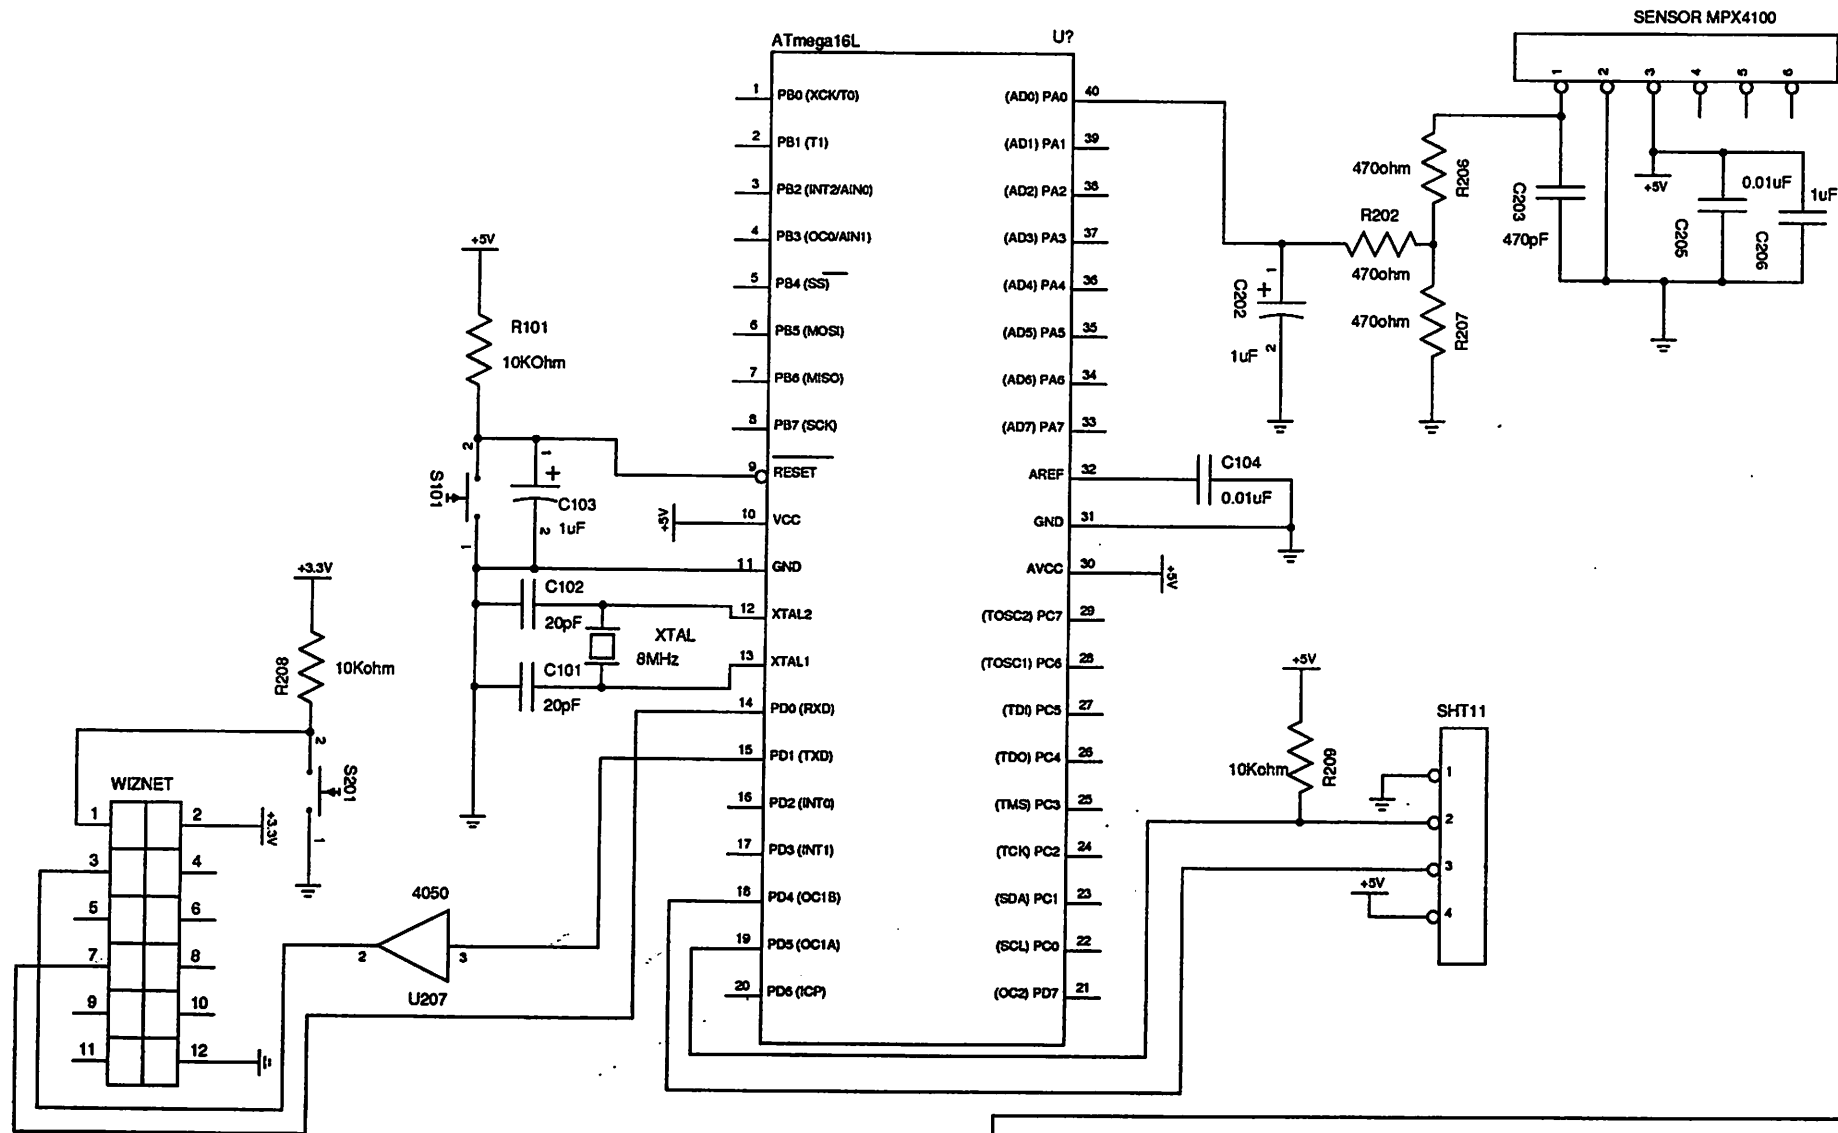 SENSOR MPX4100
1 2 3 4 5 6
ATmega16L
U?
1 PB0 (XCK/T0)
2 PB1 (T1)
3 PB2 (INT2/AIN0)
4 PB3 (OC0/AIN1)
5 PB4 (SS)
6 PB5 (MOSI)
7 PB6 (MISO)
8 PB7 (SCK)
9 RESET
10 VCC
11 GND
12 XTAL2
13 XTAL1
14 PD0 (RXD)
15 PD1 (TXD)
16 PD2 (INT0)
17 PD3 (INT1)
18 PD4 (OC1B)
19 PD5 (OC1A)
20 PD6 (ICP)
(AD0) PA0 40
(AD1) PA1 39
(AD2) PA2 38
(AD3) PA3 37
(AD4) PA4 36
(AD5) PA5 35
(AD6) PA6 34
(AD7) PA7 33
AREF 32
GND 31
AVCC 30
(TOSC2) PC7 29
(TOSC1) PC6 28
(TDI) PC5 27
(TDO) PC4 26
(TMS) PC3 25
(TCK) PC2 24
(SDA) PC1 23
(SCL) PC0 22
(OC2) PD7 21
470ohm
R206
R202
470ohm
470ohm
R207
C203
470pF
+5V
0.01uF
C205
1uF
C206
1
+
C202
1uF
2
C104
0.01uF
+5V
+5V
R101
10KOhm
2
S101
1
1
+
C103
1uF
2
+5V
C102
20pF
XTAL
8MHz
C101
20pF
+3.3V
R208
10Kohm
2
S201
1
WIZNET
1 2
3 4
5 6
7 8
9 10
11 12
+3.3V
4050
2 3
U207
+5V
10Kohm
R209
SHT11
1
2
3
4
+5V